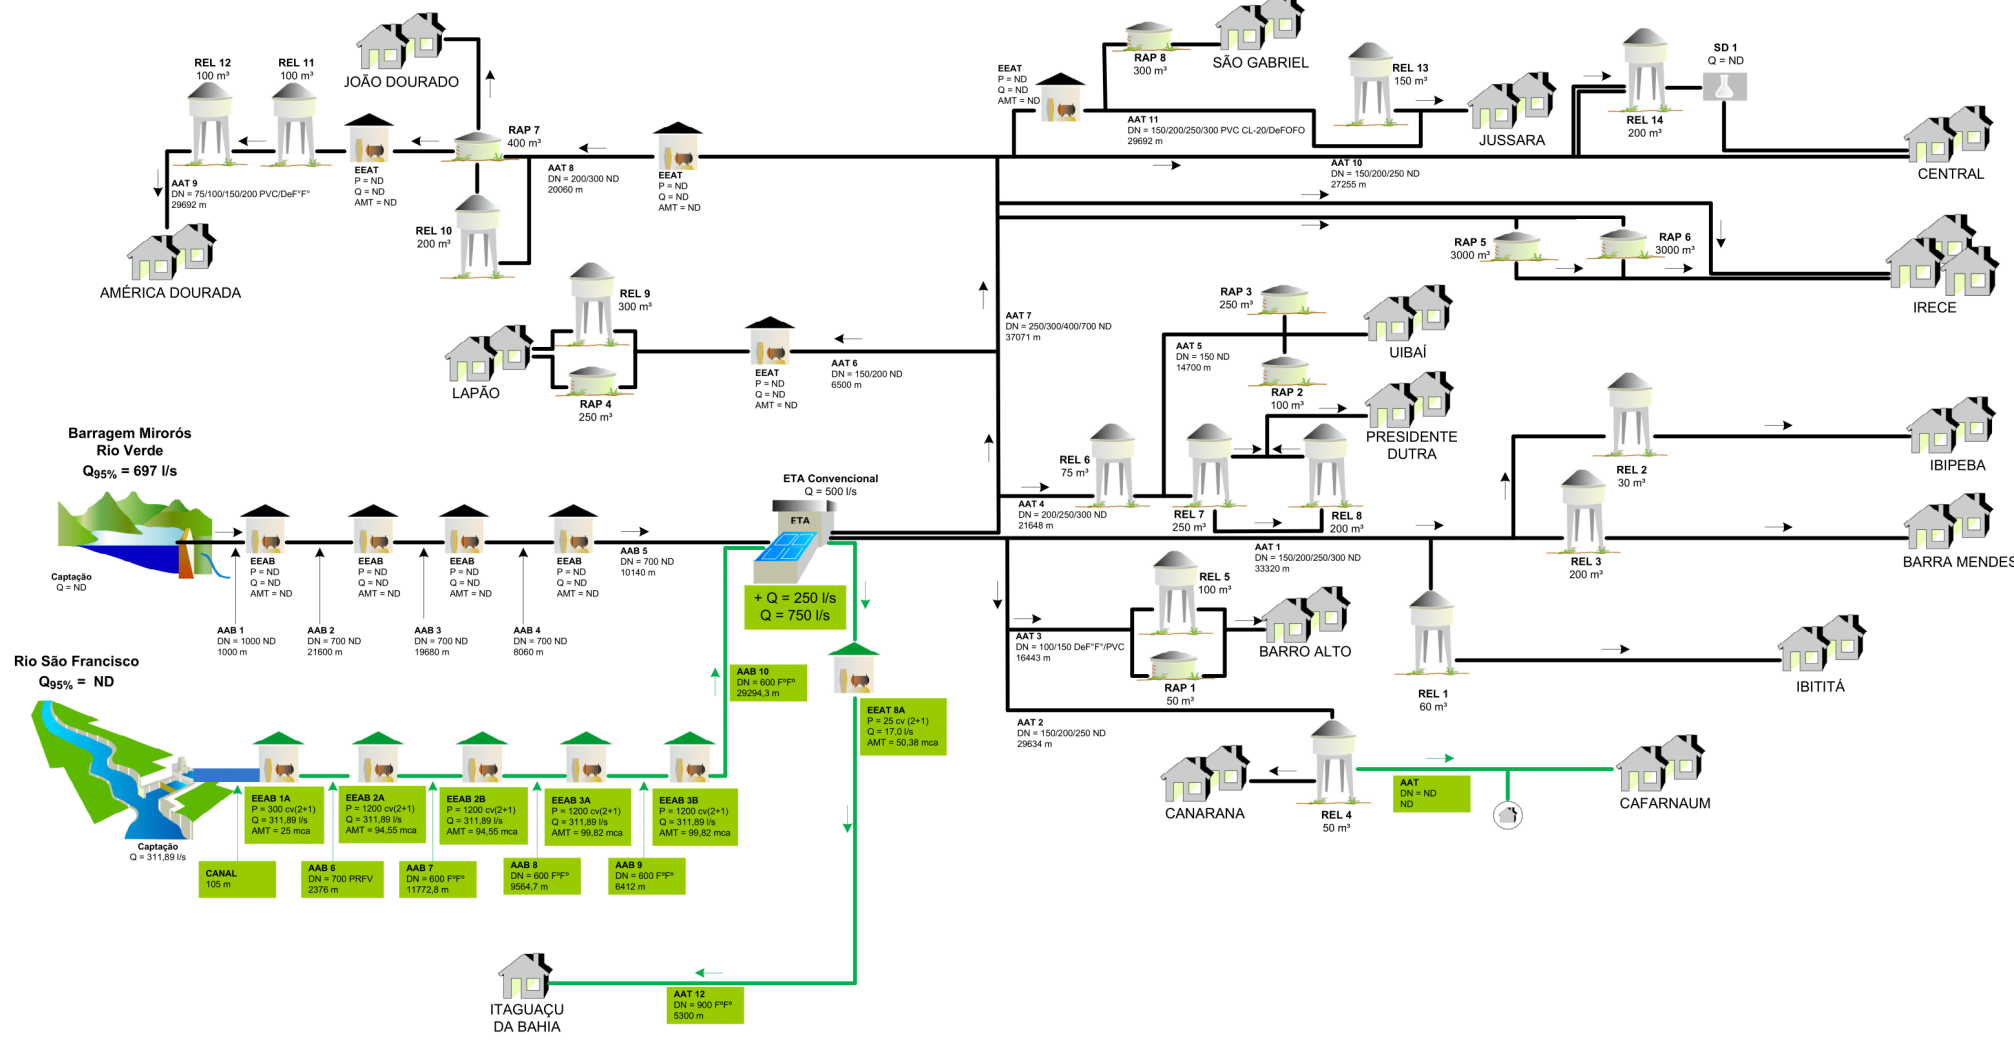 REL 12
100 m³
REL 11
100 m³
JOÃO DOURADO
RAP 7
400 m³
AAT 9
DN = 75/100/150/200 PVC/DeF°F°
29692 m
EEAT
P = ND
Q = ND
AMT = ND
REL 10
200 m³
AAT 8
DN = 200/300 ND
20060 m
EEAT
P = ND
Q = ND
AMT = ND
AMÉRICA DOURADA
EEAT
P = ND
Q = ND
AMT = ND
RAP 8
300 m³
SÃO GABRIEL
AAT 11
DN = 150/200/250/300 PVC CL-20/DeFOFO
29692 m
REL 13
150 m³
JUSSARA
REL 14
200 m³
SD 1
Q = ND
CENTRAL
AAT 10
DN = 150/200/250 ND
27255 m
RAP 5
3000 m³
RAP 6
3000 m³
IRECE
REL 9
300 m³
LAPÃO
RAP 4
250 m³
EEAT
P = ND
Q = ND
AMT = ND
AAT 6
DN = 150/200 ND
6500 m
AAT 7
DN = 250/300/400/700 ND
37071 m
RAP 3
250 m³
UIBAÍ
AAT 5
DN = 150 ND
14700 m
RAP 2
100 m³
PRESIDENTE
DUTRA
REL 6
75 m³
AAT 4
DN = 200/250/300 ND
21648 m
REL 7
250 m³
REL 8
200 m³
REL 2
30 m³
IBIPEBA
REL 3
200 m³
BARRA MENDES
AAT 1
DN = 150/200/250/300 ND
33320 m
Barragem Mirorós
Rio Verde
Q95% = 697 l/s
Captação
Q = ND
EEAB
P = ND
Q = ND
AMT = ND
EEAB
P = ND
Q = ND
AMT = ND
EEAB
P = ND
Q = ND
AMT = ND
EEAB
P = ND
Q = ND
AMT = ND
AAB 1
DN = 1000 ND
1000 m
AAB 2
DN = 700 ND
21600 m
AAB 3
DN = 700 ND
19680 m
AAB 4
DN = 700 ND
8060 m
AAB 5
DN = 700 ND
10140 m
ETA Convencional
Q = 500 l/s
ETA
+ Q = 250 l/s
Q = 750 l/s
REL 5
100 m³
AAT 3
DN = 100/150 DeF°F°/PVC
16443 m
RAP 1
50 m³
BARRO ALTO
REL 1
60 m³
IBITITÁ
AAT 2
DN = 150/200/250 ND
29634 m
CANARANA
REL 4
50 m³
AAT
DN = ND
ND
CAFARNAUM
Rio São Francisco
Q95% = ND
Captação
Q = 311,89 l/s
EEAB 1A
P = 300 cv(2+1)
Q = 311,89 l/s
AMT = 25 mca
EEAB 2A
P = 1200 cv(2+1)
Q = 311,89 l/s
AMT = 94,55 mca
EEAB 2B
P = 1200 cv(2+1)
Q = 311,89 l/s
AMT = 94,55 mca
EEAB 3A
P = 1200 cv(2+1)
Q = 311,89 l/s
AMT = 99,82 mca
EEAB 3B
P = 1200 cv(2+1)
Q = 311,89 l/s
AMT = 99,82 mca
CANAL
105 m
AAB 6
DN = 700 PRFV
2376 m
AAB 7
DN = 600 FºFº
11772,8 m
AAB 8
DN = 600 FºFº
9564,7 m
AAB 9
DN = 600 FºFº
6412 m
AAB 10
DN = 600 FºFº
29294,3 m
EEAT 8A
P = 25 cv (2+1)
Q = 17,0 l/s
AMT = 50,38 mca
AAT 12
DN = 900 FºFº
5300 m
ITAGUAÇU
DA BAHIA